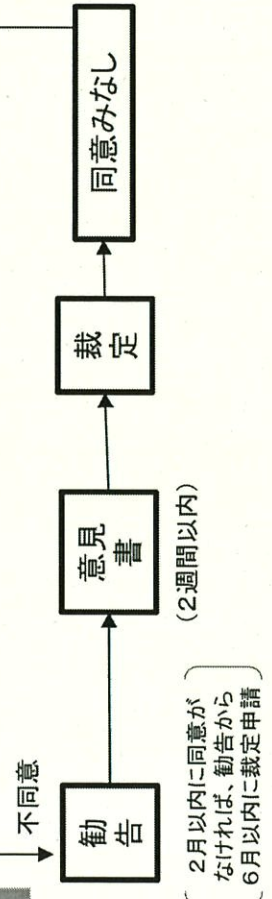 不同意
勧
告
2月以内に同意が
なければ、勧告から
6月以内に裁定申請
意見
書
(2週間以内)
裁
定
同意みなし